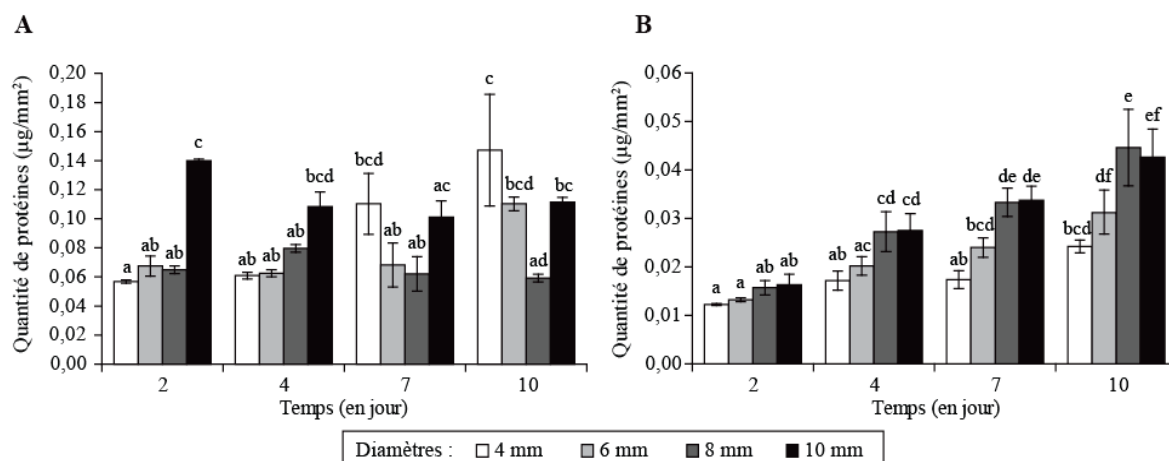 A
Quantité de protéines (µg/mm²)
0,20
0,18
0,16
0,14
0,12
0,10
0,08
0,06
0,04
0,02
0,00
a
ab
ab
c
ab
ab
ab
bcd
bcd
ab
ab
ac
c
bcd
ad
bc
2
4
7
10
Temps (en jour)
B
Quantité de protéines (µg/mm²)
0,06
0,05
0,04
0,03
0,02
0,01
0,00
a
a
ab
ab
ab
ac
cd
cd
ab
bcd
de
de
bcd
df
e
ef
2
4
7
10
Temps (en jour)
Diamètres : 4 mm 6 mm 8 mm 10 mm